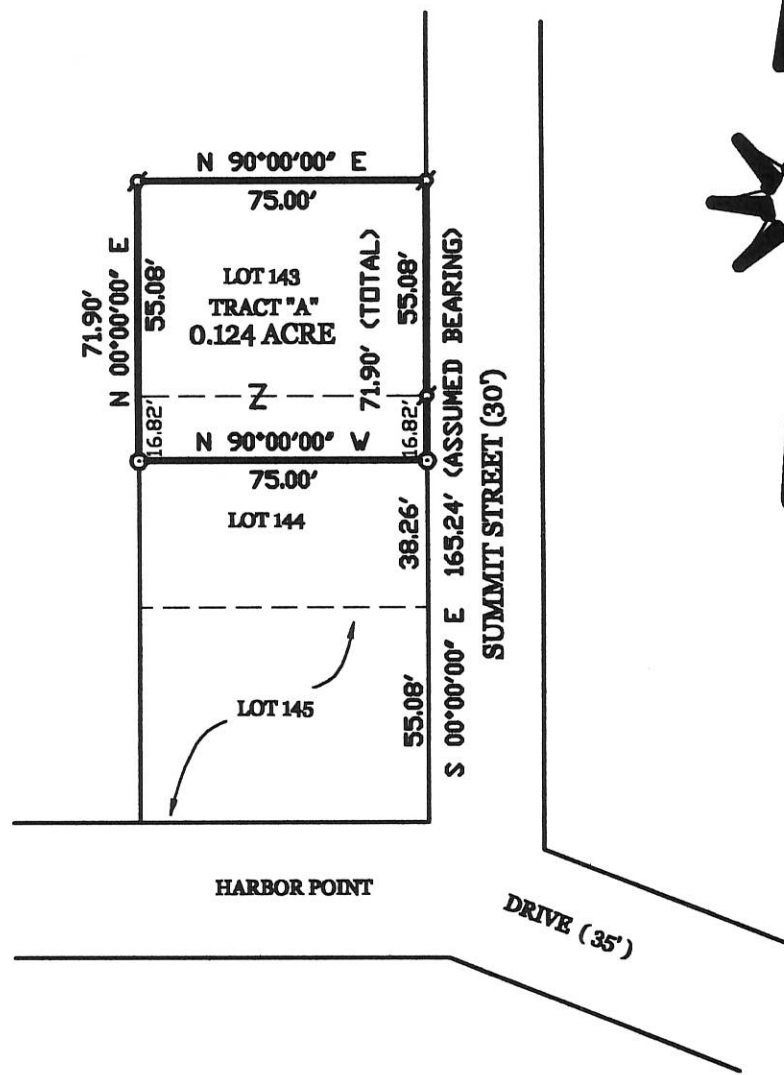 N 90°00'00" E
75.00'
71.90'
N 00°00'00" E
55.08'
LOT 143
TRACT "A"
0.124 ACRE
71.90' (TOTAL)
55.08'
16.82'
Z
16.82'
N 90°00'00" W
75.00'
LOT 144
38.26'
S 00°00'00" E 165.24' (ASSUMED BEARING)
SUMMIT STREET (30')
LOT 145
55.08'
HARBOR POINT
DRIVE (35')